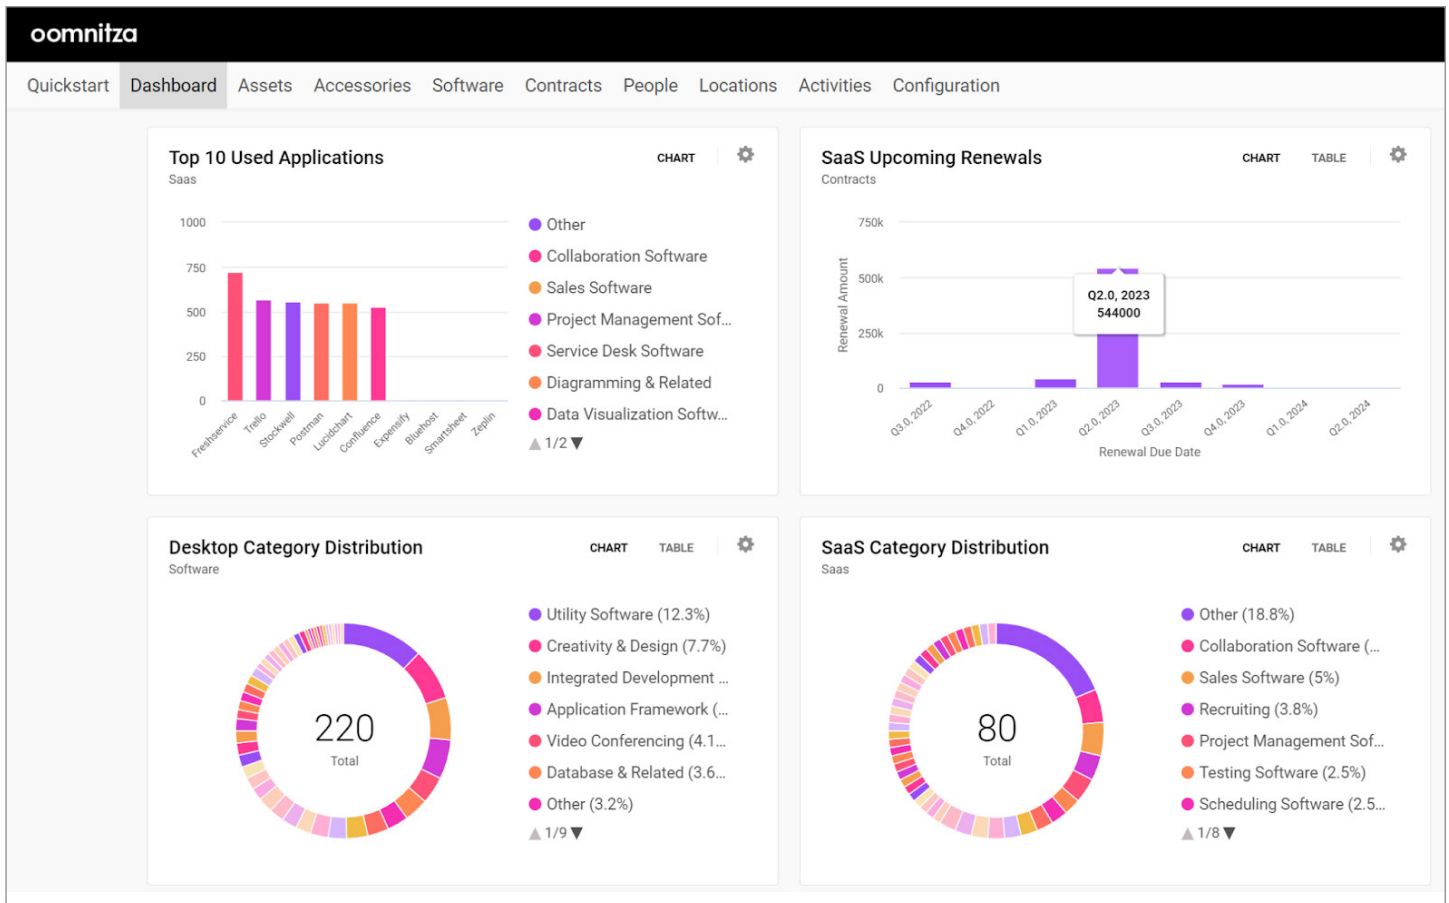 oomnitza
Quickstart Dashboard Assets Accessories Software Contracts People Locations Activities Configuration
Top 10 Used Applications
CHART
Saas
1000
750
500
250
0
Freshservice
Trello
Stockwell
Postman
Lucidchart
Confluence
Expensify
Bluehost
Smartsheet
Zeplin
Other
Collaboration Software
Sales Software
Project Management Sof...
Service Desk Software
Diagramming & Related
Data Visualization Softw...
1/2
SaaS Upcoming Renewals
CHART TABLE
Contracts
Renewal Amount
750k
500k
250k
0
Q2.0, 2023
544000
Q3.0, 2022
Q4.0, 2022
Q1.0, 2023
Q2.0, 2023
Q3.0, 2023
Q4.0, 2023
Q1.0, 2024
Q2.0, 2024
Renewal Due Date
Desktop Category Distribution
CHART TABLE
Software
220
Total
Utility Software (12.3%)
Creativity & Design (7.7%)
Integrated Development ...
Application Framework (...
Video Conferencing (4.1...
Database & Related (3.6...
Other (3.2%)
1/9
SaaS Category Distribution
CHART TABLE
Saas
80
Total
Other (18.8%)
Collaboration Software (...
Sales Software (5%)
Recruiting (3.8%)
Project Management Sof...
Testing Software (2.5%)
Scheduling Software (2.5...
1/8